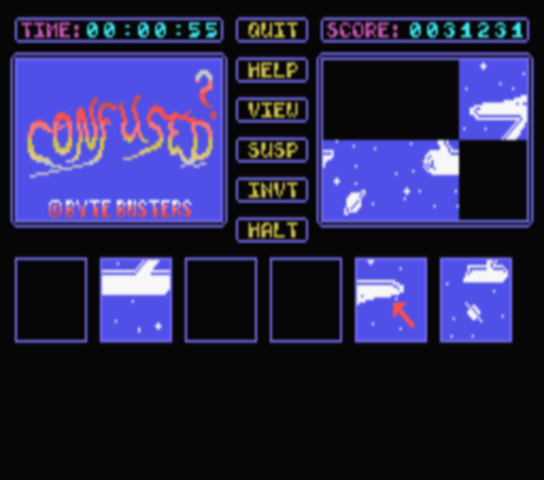 TIME:00:00:55
QUIT
SCORE:0031231
HELP
VIEW
SUSP
INVT
HALT
CONFUSED?
©BYTE BUSTERS